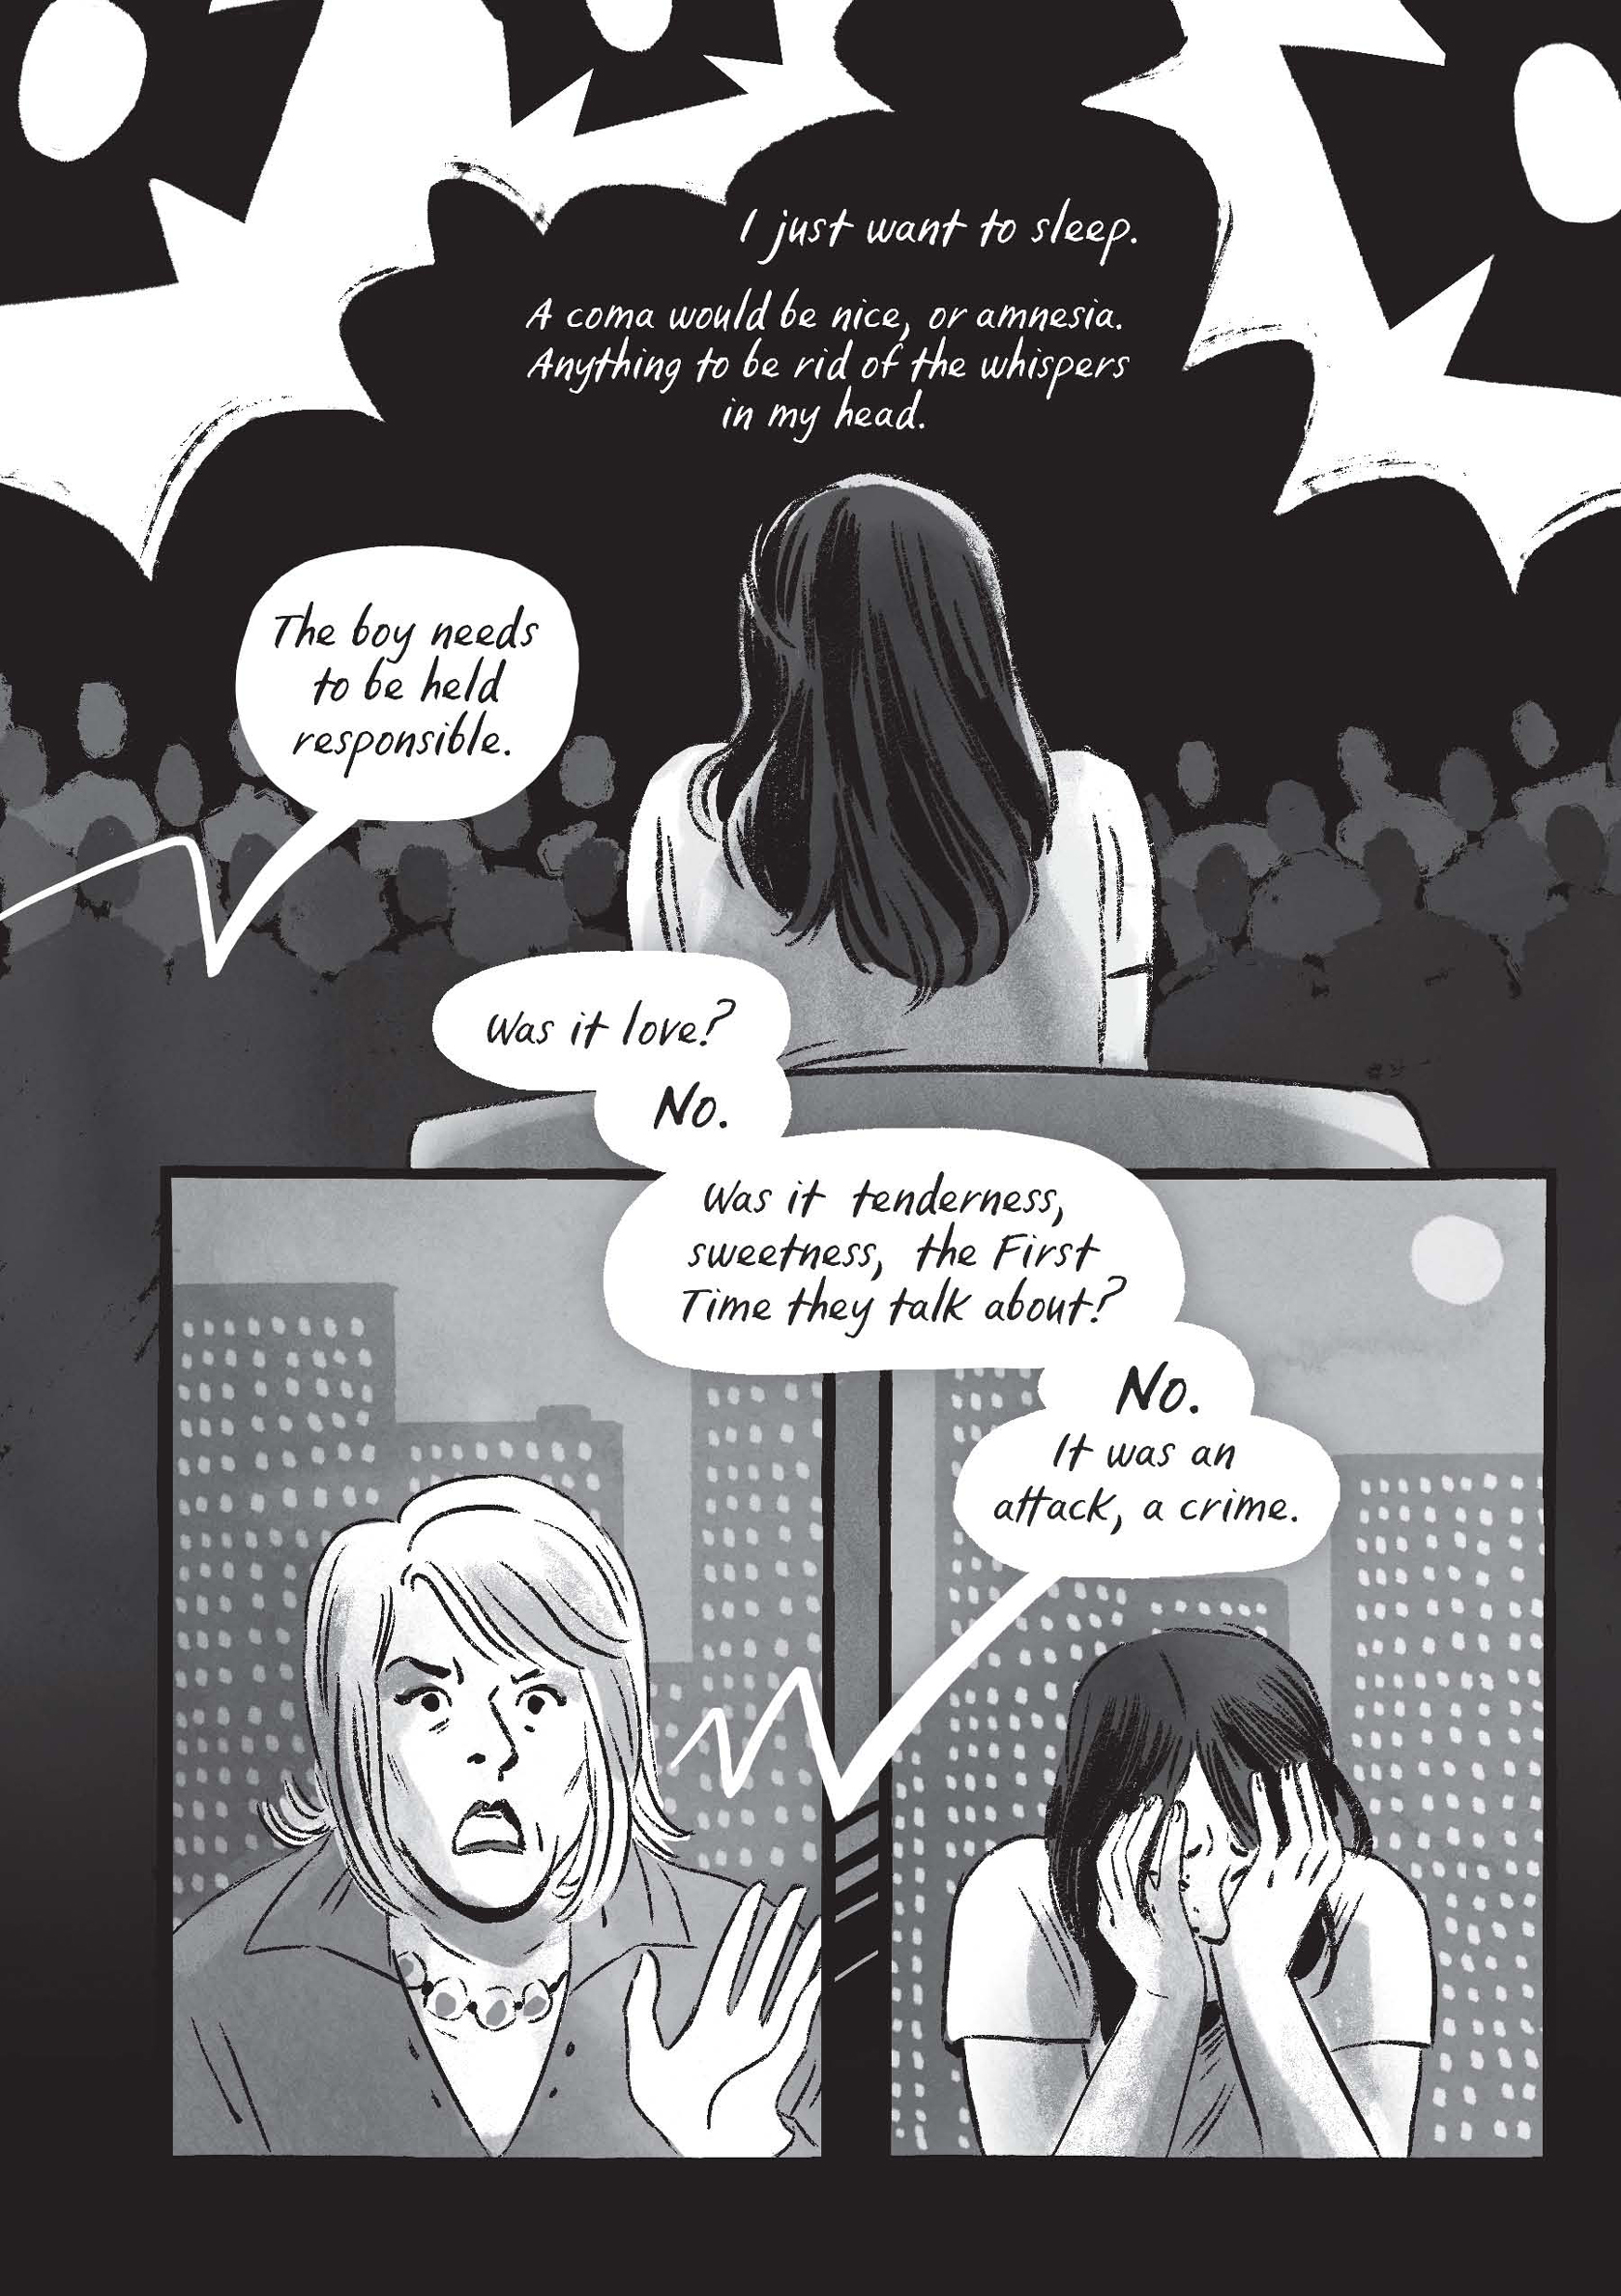 I just want to sleep.
A coma would be nice, or amnesia.
Anything to be rid of the whispers
in my head.
The boy needs
to be held
responsible.
Was it love?
No.
Was it tenderness,
sweetness, the First
Time they talk about?
No.
It was an
attack, a crime.